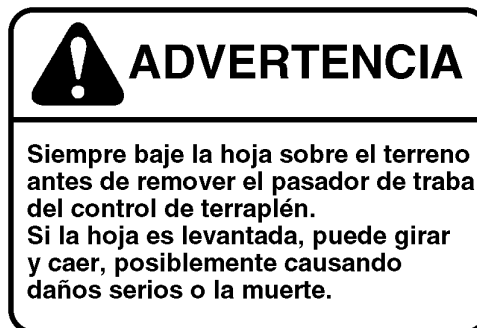 ADVERTENCIA
Siempre baje la hoja sobre el terreno
antes de remover el pasador de traba
del control de terraplén.
Si la hoja es levantada, puede girar
y caer, posiblemente causando
daños serios o la muerte.